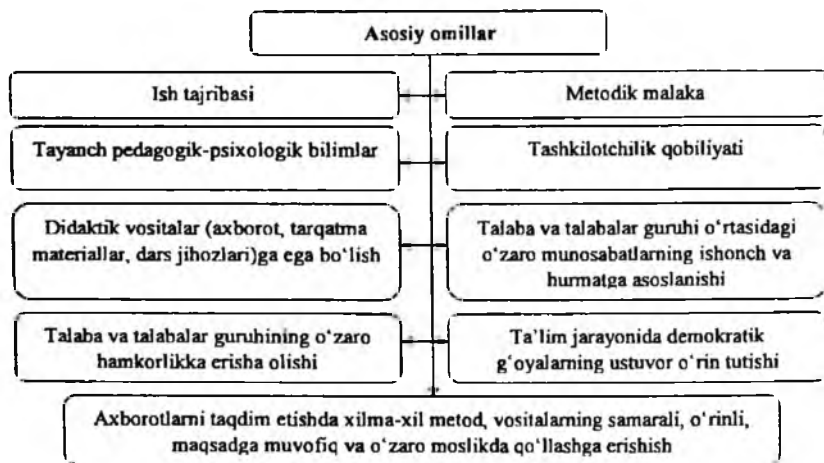 Asosiy omillar
Ish tajribasi
Metodik malaka
Tayanch pedagogik-psixologik bilimlar
Tashkilotchilik qobiliyati
Didaktik vositalar (axborot, tarqatma
materiallar, dars jihozlari)ga ega bo‘lish
Talaba va talabalar guruhi o‘rtasidagi
o‘zaro munosabatlarning ishonch va
hurmatga asoslanishi
Talaba va talabalar guruhining o‘zaro
hamkorlikka erisha olishi
Ta’lim jarayonida demokratik
g‘oyalarning ustuvor o‘rin tutishi
Axborotlarni taqdim etishda xilma-xil metod, vositalarning samarali, o‘rinli,
maqsadga muvofiq va o‘zaro moslikda qo‘llashga erishish